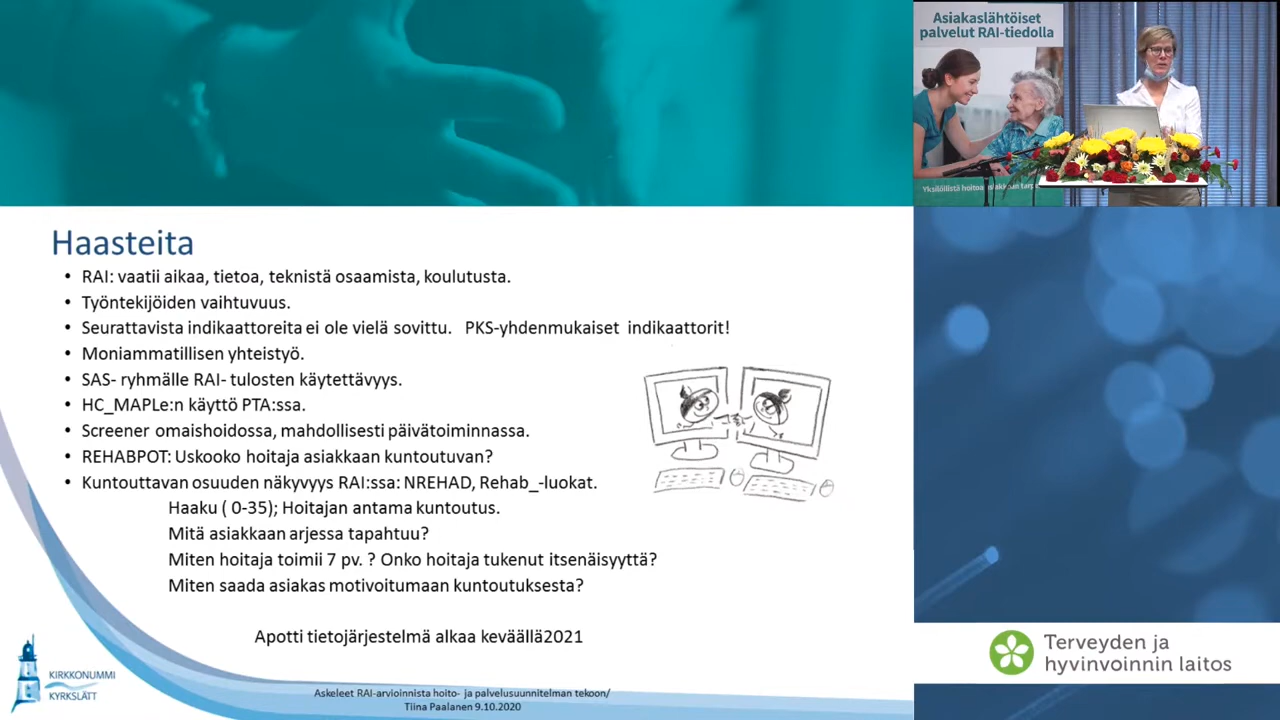 Haasteita
RAI: vaatii aikaa, tietoa, teknistä osaamista, koulutusta.
Työntekijöiden vaihtuvuus.
Seurattavista indikaattoreita ei ole vielä sovittu. PKS-yhdenmukaiset indikaattorit!
Moniammatillisen yhteistyö.
SAS- ryhmälle RAI- tulosten käytettävyys.
HC_MAPLe:n käyttö PTA:ssa.
Screener omaishoidossa, mahdollisesti päivätoiminnassa.
REHABPOT: Uskooko hoitaja asiakkaan kuntoutuvan?
Kuntouttavan osuuden näkyvyys RAI:ssa: NREHAD, Rehab_-luokat.
Haaku ( 0-35); Hoitajan antama kuntoutus.
Mitä asiakkaan arjessa tapahtuu?
Miten hoitaja toimii 7 pv. ? Onko hoitaja tukenut itsenäisyyttä?
Miten saada asiakas motivoitumaan kuntoutuksesta?
Apotti tietojärjestelmä alkaa keväällä2021
KIRKKONUMMI
KYRKSLÄTT
Askeleet RAI-arvioinnista hoito- ja palvelusuunnitelman tekoon/
Tiina Paalanen 9.10.2020
Asiakaslähtöiset
palvelut RAI-tiedolla
Yksilöllistä hoitoa
Terveyden ja
hyvinvoinnin laitos